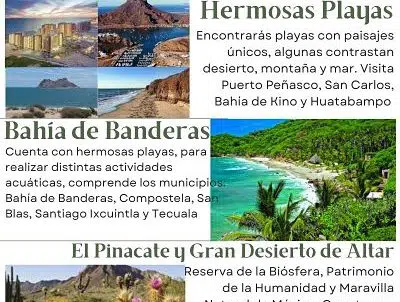 Hermosas Playas
Encontrarás playas con paisajes
únicos, algunas contrastan
desierto, montaña y mar. Visita
Puerto Peñasco, San Carlos,
Bahía de Kino y Huatabampo
Bahía de Banderas
Cuenta con hermosas playas, para
realizar distintas actividades
acuáticas, comprende los municipios:
Bahía de Banderas, Compostela, San
Blas, Santiago Ixcuintla y Tecuala
El Pinacate y Gran Desierto de Altar
Reserva de la Biósfera, Patrimonio
de la Humanidad y Maravilla